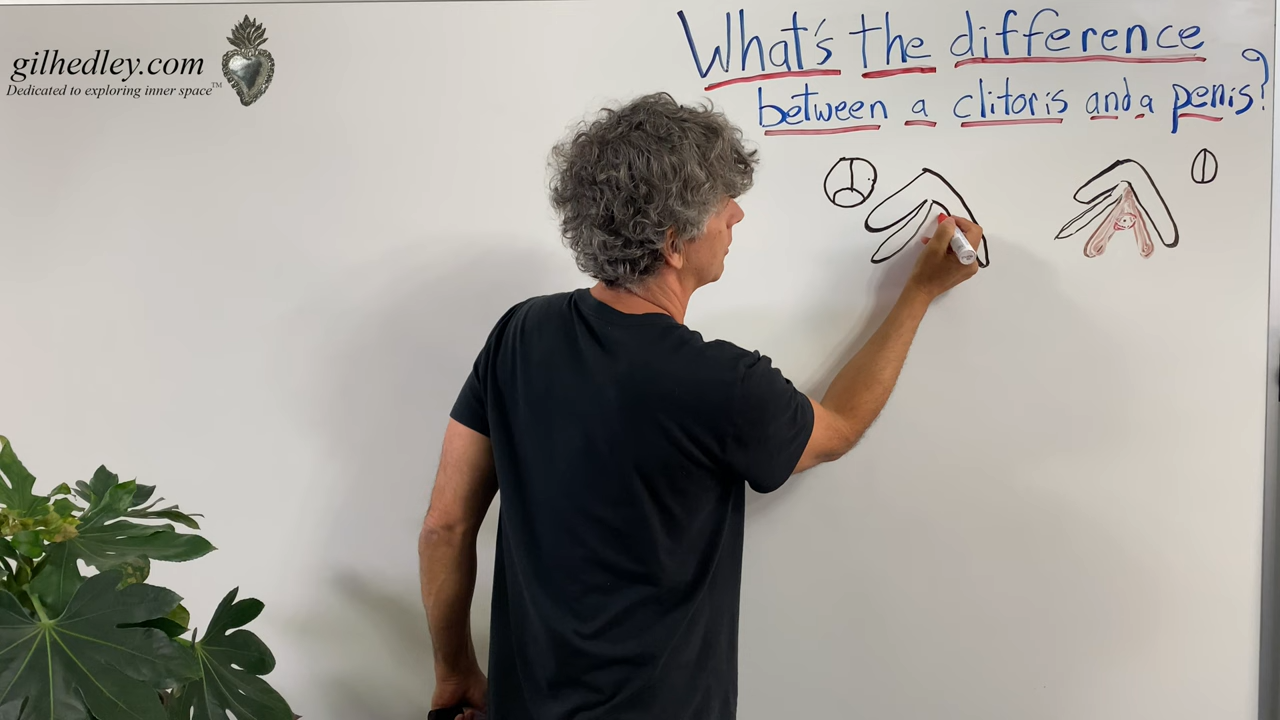 gilhedley.com
Dedicated to exploring inner space™
What's the difference
between a clitoris and a penis?